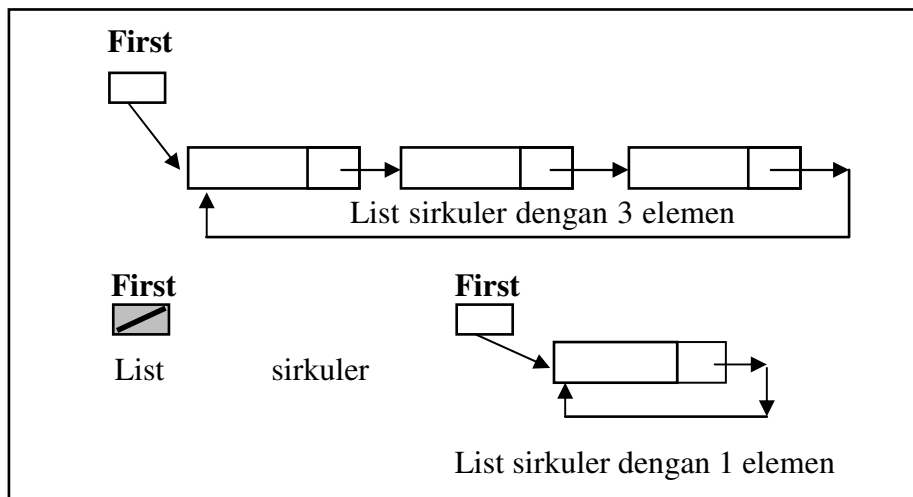 First
List sirkuler dengan 3 elemen
First
First
List sirkuler
List sirkuler dengan 1 elemen